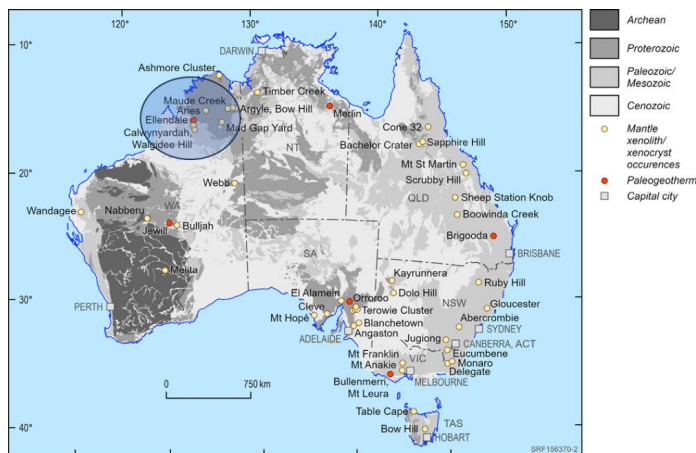 120°
130°
140°
150°
10°
20°
30°
40°
DARWIN
Ashmore Cluster
Timber Creek
Maude Creek
Aries
Argyle, Bow Hill
Ellendale
Calwynyardah,
Walgidee Hill
Mad Gap Yard
Merlin
Cone 32
Bachelor Crater
Sapphire Hill
NT
Mt St Martin
Scrubby Hill
Webb
QLD
Sheep Station Knob
Wandagee
Nabberu
WA
Jewill
Bulljah
Boowinda Creek
Brigooda
BRISBANE
SA
Mejita
Kayrunnera
Ruby Hill
El Alamein
Orroroo
Dolo Hill
NSW
PERTH
Cleve
Terowie Cluster
Gloucester
Mt Hope
Blanchetown
Abercrombie
SYDNEY
ADELAIDE
Angaston
Jugiong
CANBERRA, ACT
Mt Franklin
VIC
Eucumbene
Mt Anakie
Monaro
Bullenmerri,
Mt Leura
MELBOURNE
Delegate
0
750 km
Table Cape
TAS
Bow Hill
HOBART
SRF156370-2
Archean
Proterozoic
Paleozoic/
Mesozoic
Cenozoic
Mantle
xenolith/
xenocryst
occurences
Paleogeotherm
Capital city